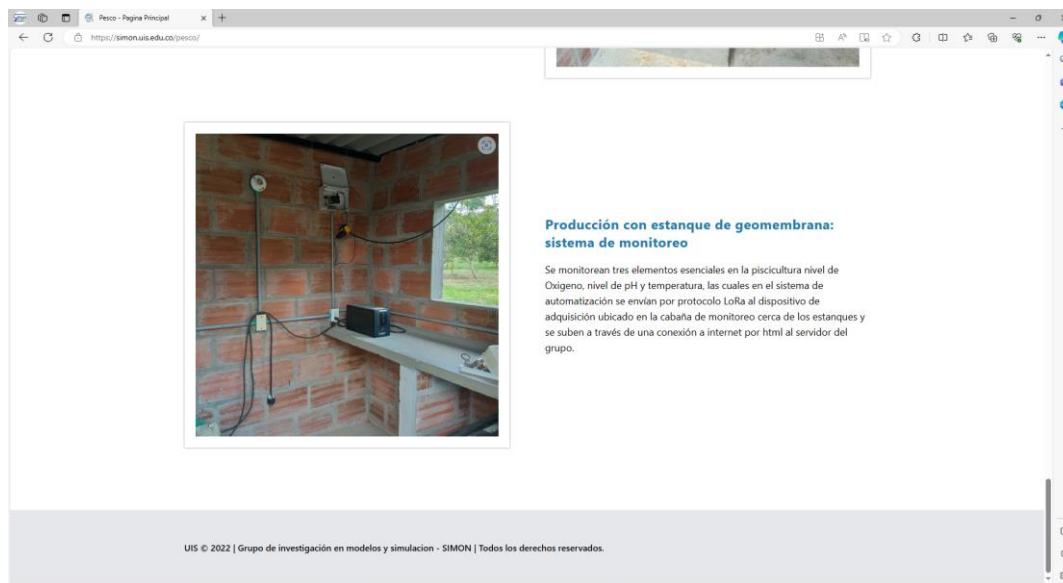 Pesco - Pagina Principal
https://simon.uis.edu.co/pesco/
Producción con estanque de geomembrana:
sistema de monitoreo
Se monitorean tres elementos esenciales en la piscicultura nivel de
Oxigeno, nivel de pH y temperatura, las cuales en el sistema de
automatización se envían por protocolo LoRa al dispositivo de
adquisición ubicado en la cabaña de monitoreo cerca de los estanques y
se suben a través de una conexión a internet por html al servidor del
grupo.
UIS © 2022 | Grupo de investigación en modelos y simulacion - SIMON | Todos los derechos reservados.